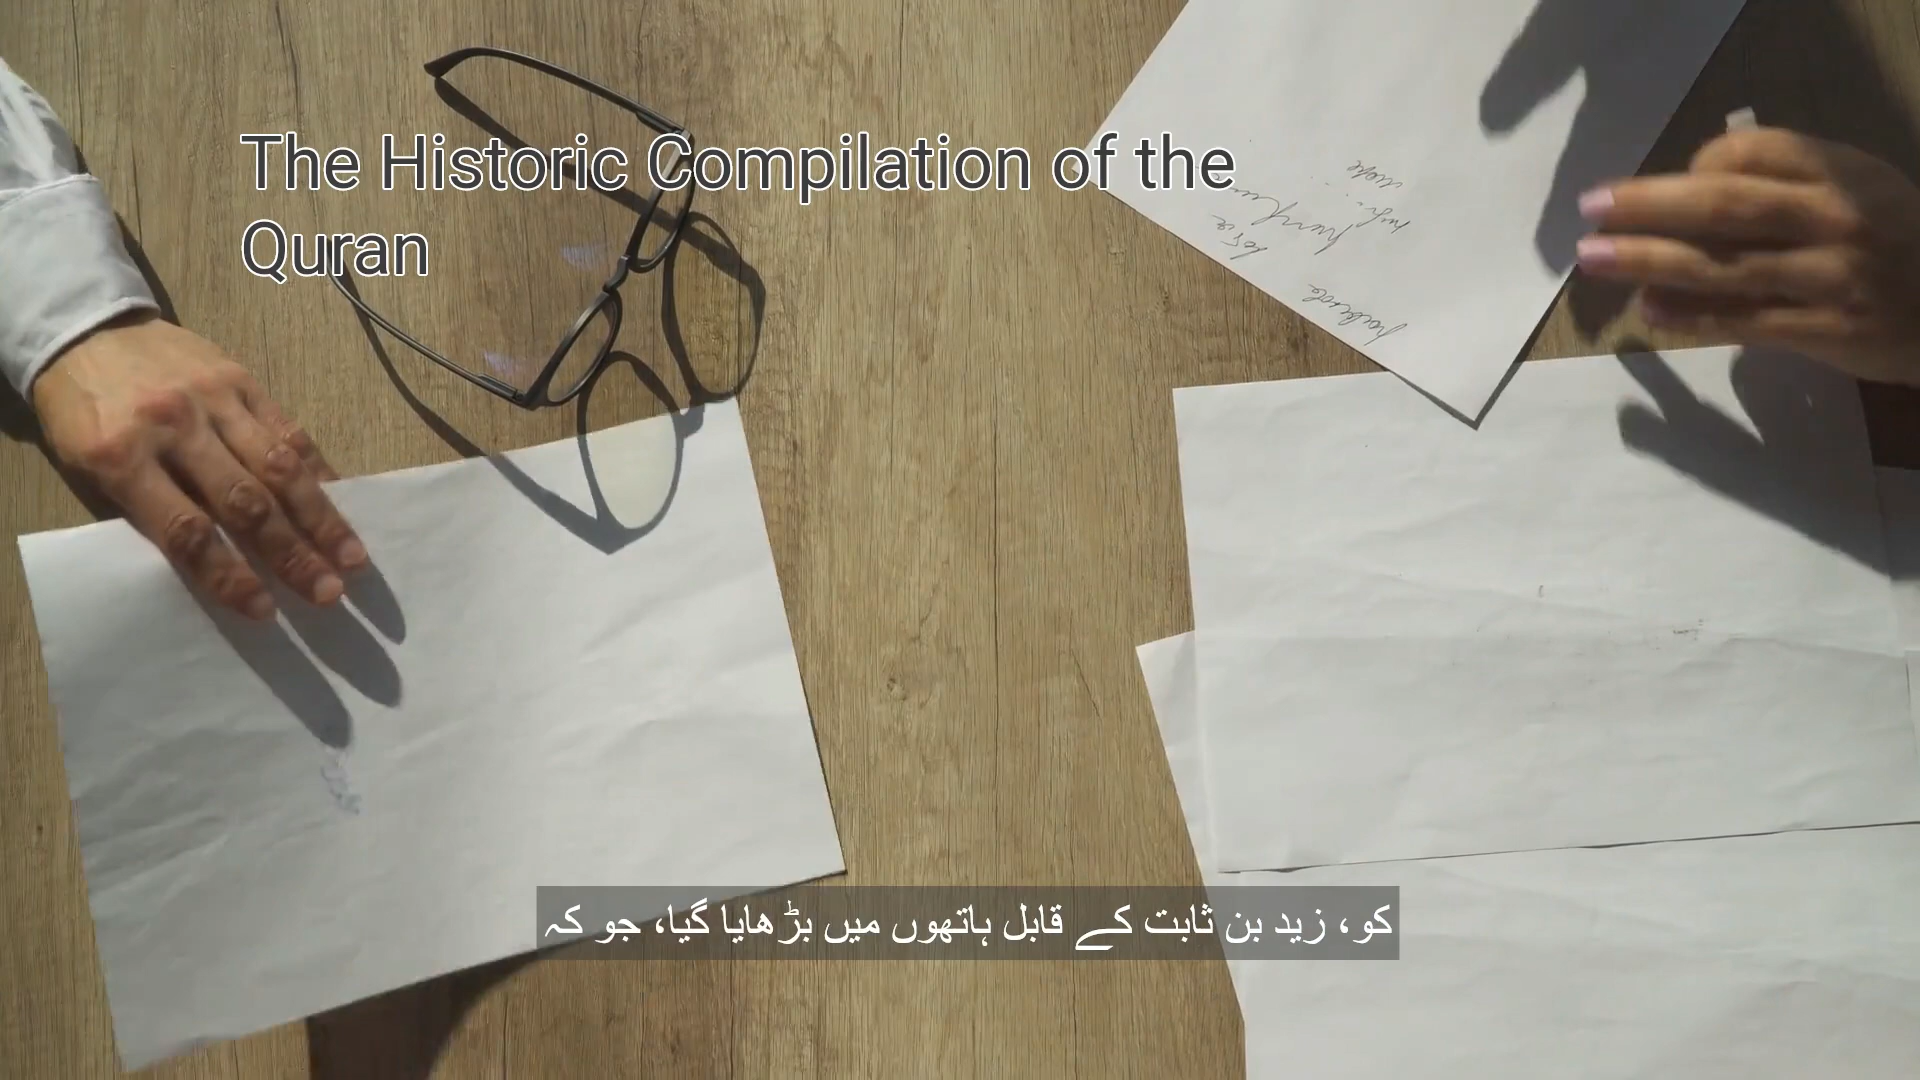 The Historic Compilation of the
Quran
کو، زید بن ثابت کے قابل ہاتھوں میں بڑھایا گیا، جو کہ